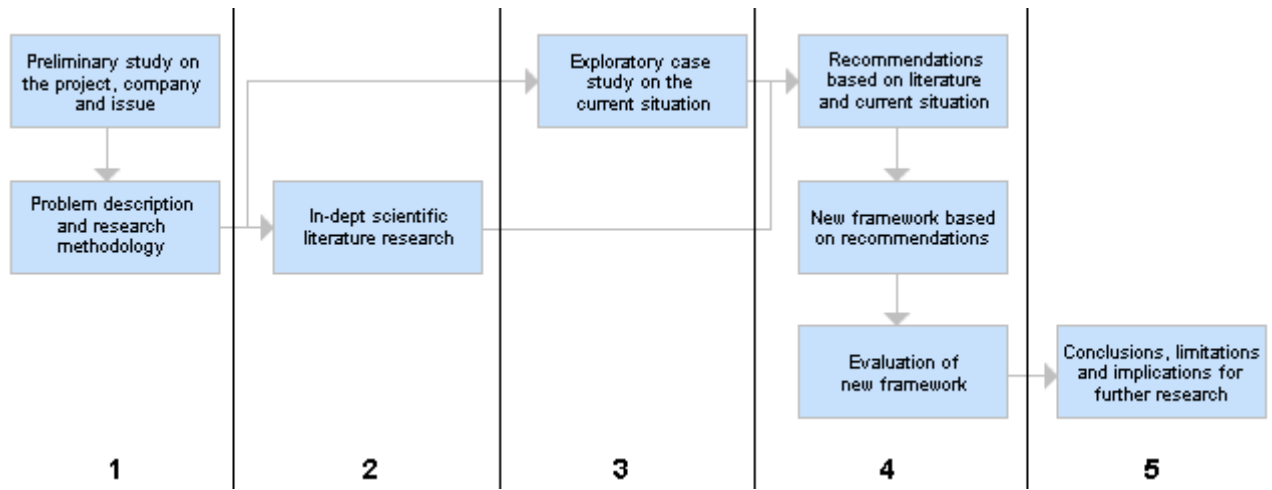 Preliminary study on
the project, company
and issue
Problem description
and research
methodology
In-dept scientific
literature research
Exploratory case
study on the
current situation
Recommendations
based on literature
and current situation
New framework based
on recommendations
Evaluation of
new framework
Conclusions, limitations
and implications for
further research
1
2
3
4
5